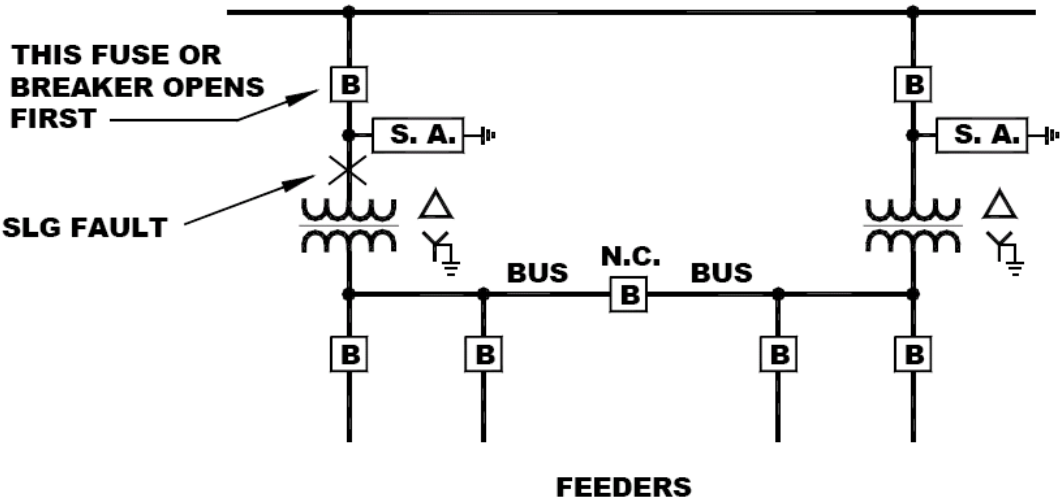 THIS FUSE OR
BREAKER OPENS
FIRST
B
B
S. A.
S. A.
SLG FAULT
N.C.
BUS
BUS
B
B
B
B
B
FEEDERS